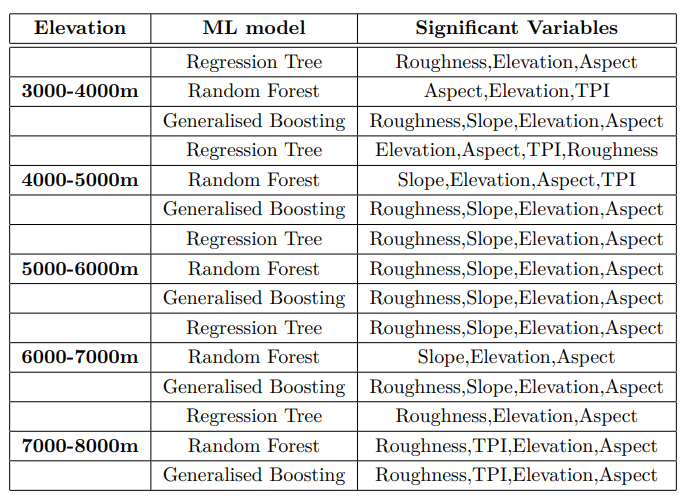 Elevation ML model Significant Variables
Regression Tree Roughness,Elevation,Aspect
3000-4000m Random Forest Aspect,Elevation,TPI
Generalised Boosting Roughness,Slope,Elevation,Aspect
Regression Tree Elevation,Aspect,TPI,Roughness
4000-5000m Random Forest Slope,Elevation,Aspect,TPI
Generalised Boosting Roughness,Slope,Elevation,Aspect
Regression Tree Roughness,Slope,Elevation,Aspect
5000-6000m Random Forest Roughness,Slope,Elevation,Aspect
Generalised Boosting Roughness,Slope,Elevation,Aspect
Regression Tree Roughness,Slope,Elevation,Aspect
6000-7000m Random Forest Slope,Elevation,Aspect
Generalised Boosting Roughness,Slope,Elevation,Aspect
Regression Tree Roughness,Elevation,Aspect
7000-8000m Random Forest Roughness,TPI,Elevation,Aspect
Generalised Boosting Roughness,TPI,Elevation,Aspect